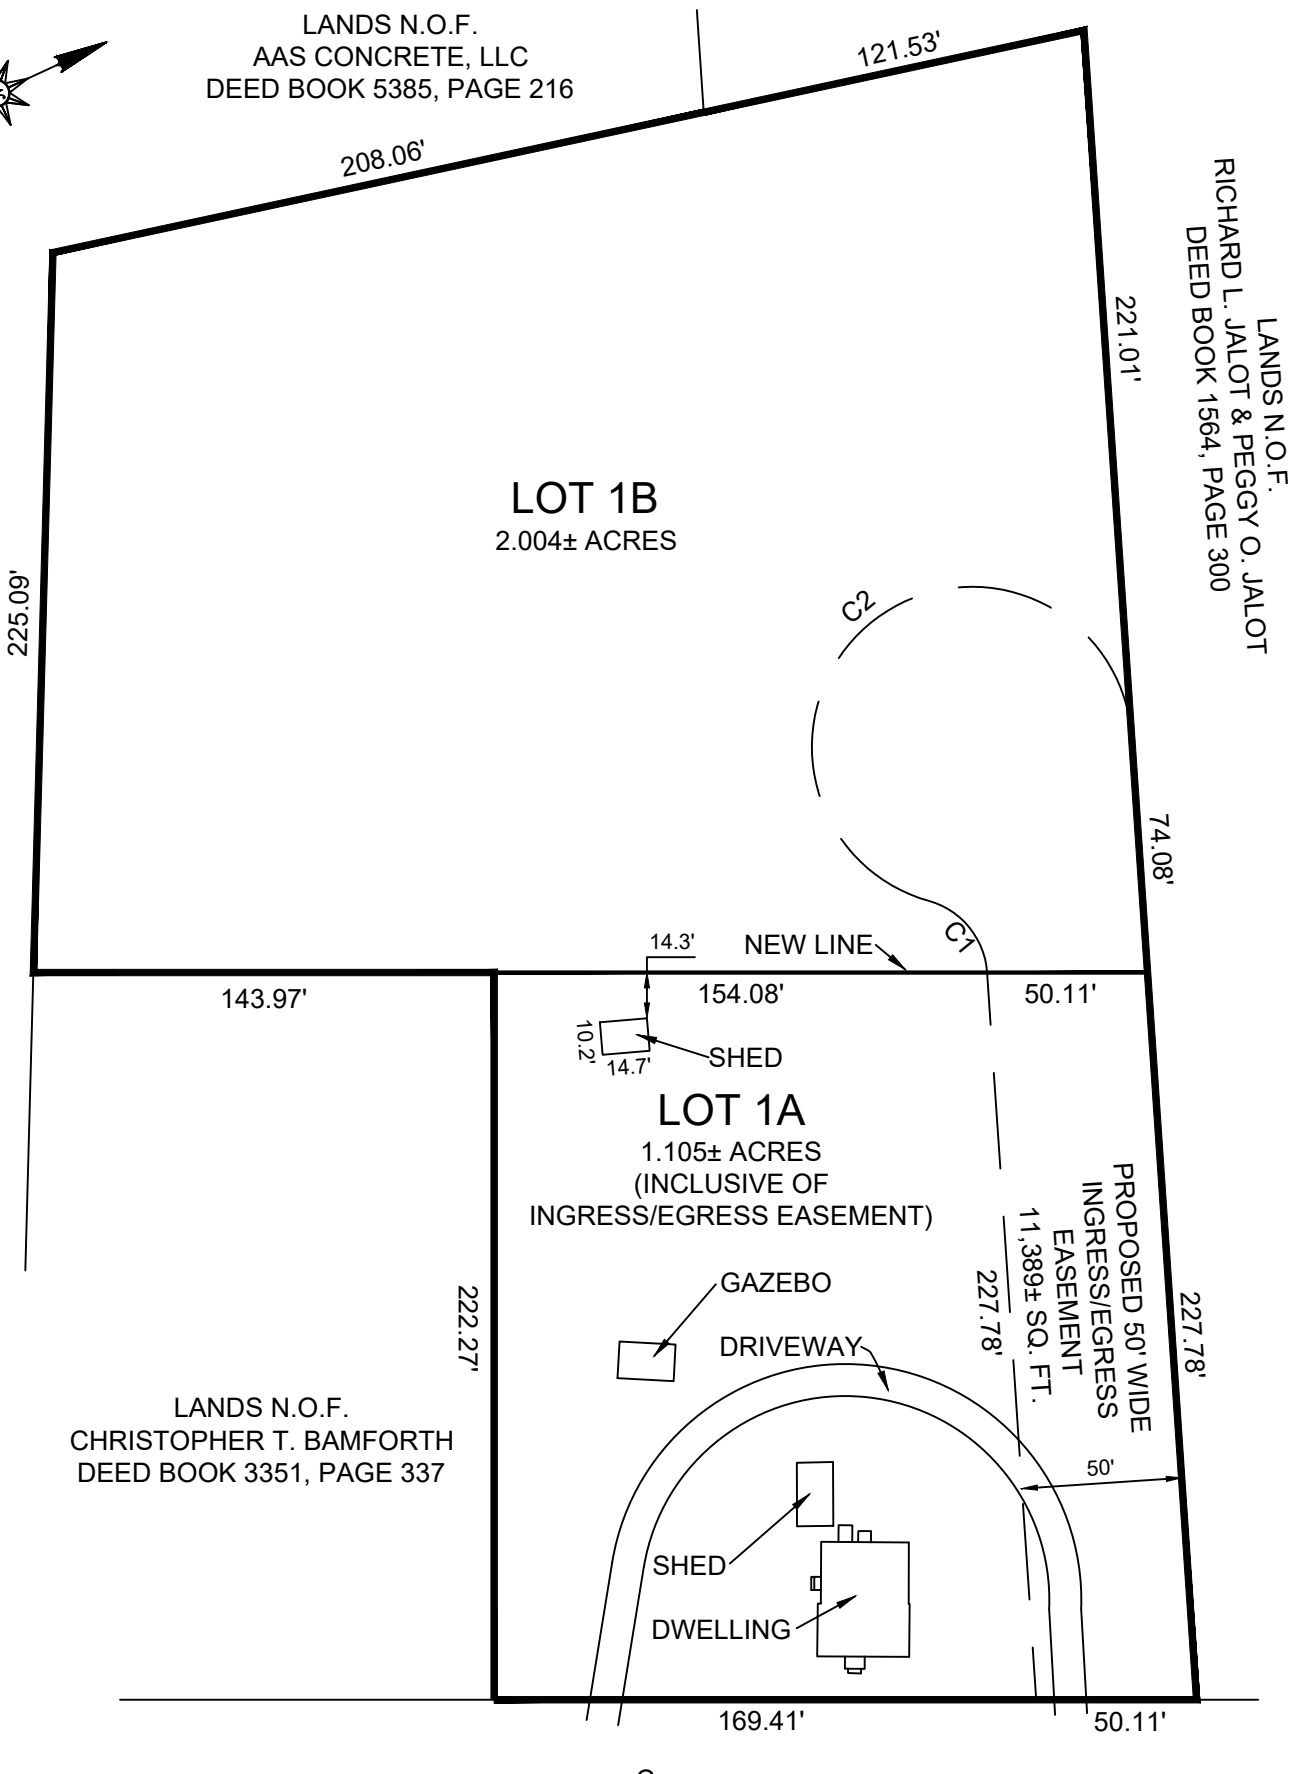 LANDS N.O.F.
AAS CONCRETE, LLC
DEED BOOK 5385, PAGE 216
121.53'
208.06'
LANDS N.O.F.
RICHARD L. JALOT & PEGGY O. JALOT
DEED BOOK 1564, PAGE 300
221.01'
LOT 1B
2.004± ACRES
225.09'
C2
74.08'
C1
14.3'
NEW LINE
143.97'
154.08'
50.11'
10.2'
14.7'
SHED
LOT 1A
1.105± ACRES
(INCLUSIVE OF
INGRESS/EGRESS EASEMENT)
PROPOSED 50' WIDE
INGRESS/EGRESS
EASEMENT
11,389± SQ. FT.
227.78'
227.78'
222.27'
GAZEBO
DRIVEWAY
LANDS N.O.F.
CHRISTOPHER T. BAMFORTH
DEED BOOK 3351, PAGE 337
50'
SHED
DWELLING
169.41'
50.11'